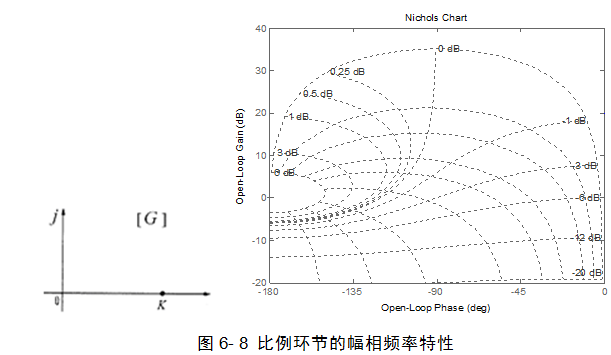 Nichols Chart
40
30
20
10
0
-10
-20
Open-Loop Gain (dB)
0 dB
0.25 dB
0.5 dB
1 dB
3 dB
6 dB
-1 dB
-3 dB
-6 dB
-12 dB
-20 dB
-180
-135
-90
-45
0
Open-Loop Phase (deg)
j
[G]
0
K
图 6-8 比例环节的幅相频率特性